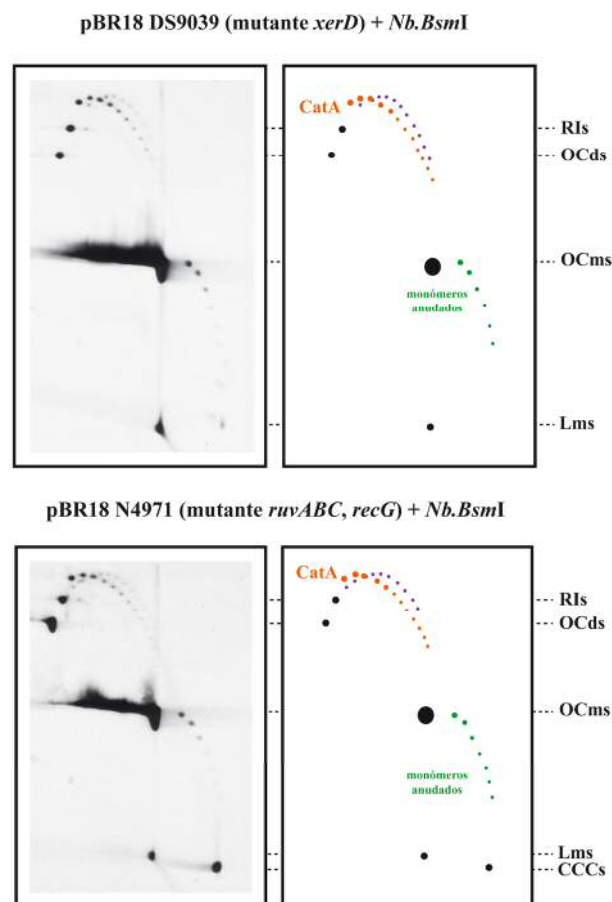 pBR18 DS9039 (mutante xerD) + Nb.BsmI
CatA
RIs
OCds
OCms
monómeros
anudados
Lms
pBR18 N4971 (mutante ruvABC, recG) + Nb.BsmI
CatA
RIs
OCds
OCms
monómeros
anudados
Lms
CCCs